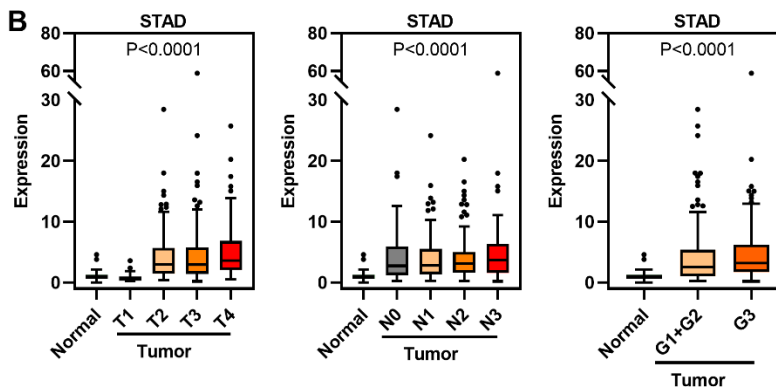 B
STAD
P<0.0001
Expression
80
60
30
20
10
0
Normal
T1
T2
T3
T4
Tumor
STAD
P<0.0001
Expression
80
60
30
20
10
0
Normal
N0
N1
N2
N3
Tumor
STAD
P<0.0001
Expression
80
60
30
20
10
0
Normal
G1+G2
G3
Tumor